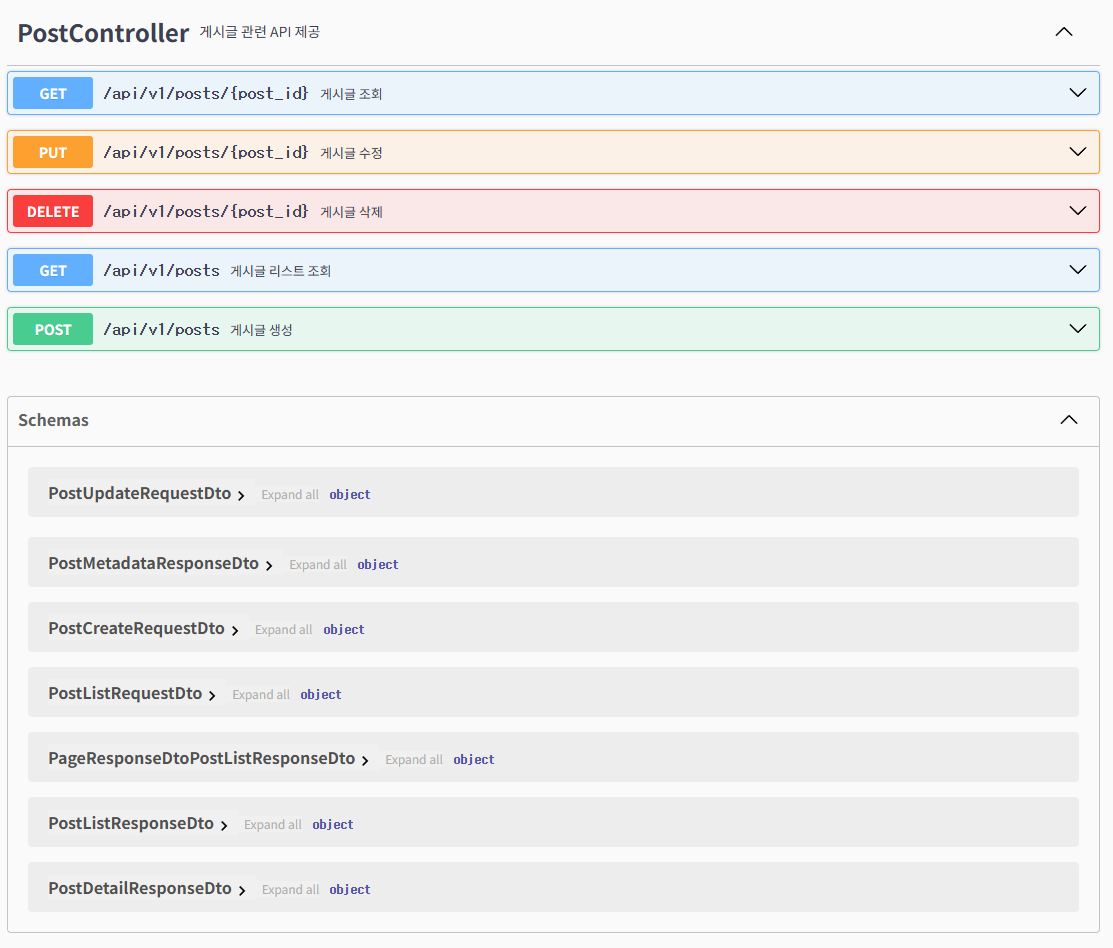 PostController 게시글 관련 API 제공
GET /api/v1/posts/{post_id} 게시글 조회
PUT /api/v1/posts/{post_id} 게시글 수정
DELETE /api/v1/posts/{post_id} 게시글 삭제
GET /api/v1/posts 게시글 리스트 조회
POST /api/v1/posts 게시글 생성
Schemas
PostUpdateRequestDto Expand all object
PostMetadataResponseDto Expand all object
PostCreateRequestDto Expand all object
PostListRequestDto Expand all object
PageResponseDtoPostListResponseDto Expand all object
PostListResponseDto Expand all object
PostDetailResponseDto Expand all object